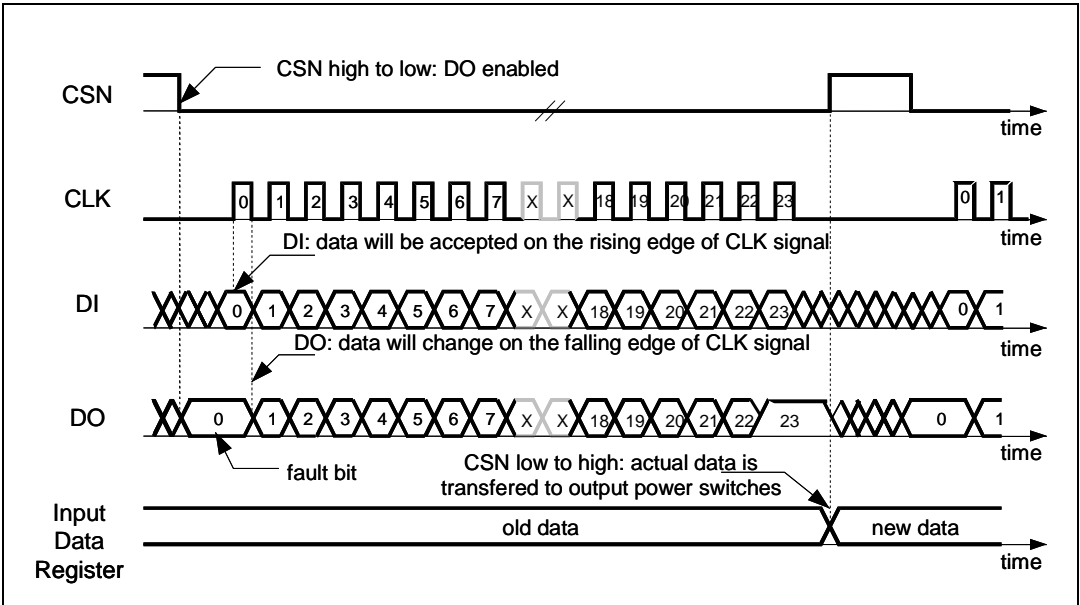 CSN high to low: DO enabled
CSN
time
CLK
0 1 2 3 4 5 6 7 X X 18 19 20 21 22 23 0 1
time
DI: data will be accepted on the rising edge of CLK signal
DI
0 1 2 3 4 5 6 7 X X 18 19 20 21 22 23 0 1
time
DO: data will change on the falling edge of CLK signal
DO
0 1 2 3 4 5 6 7 X X 18 19 20 21 22 23 0 1
time
fault bit
CSN low to high: actual data is
transfered to output power switches
Input
Data
Register
old data
new data
time